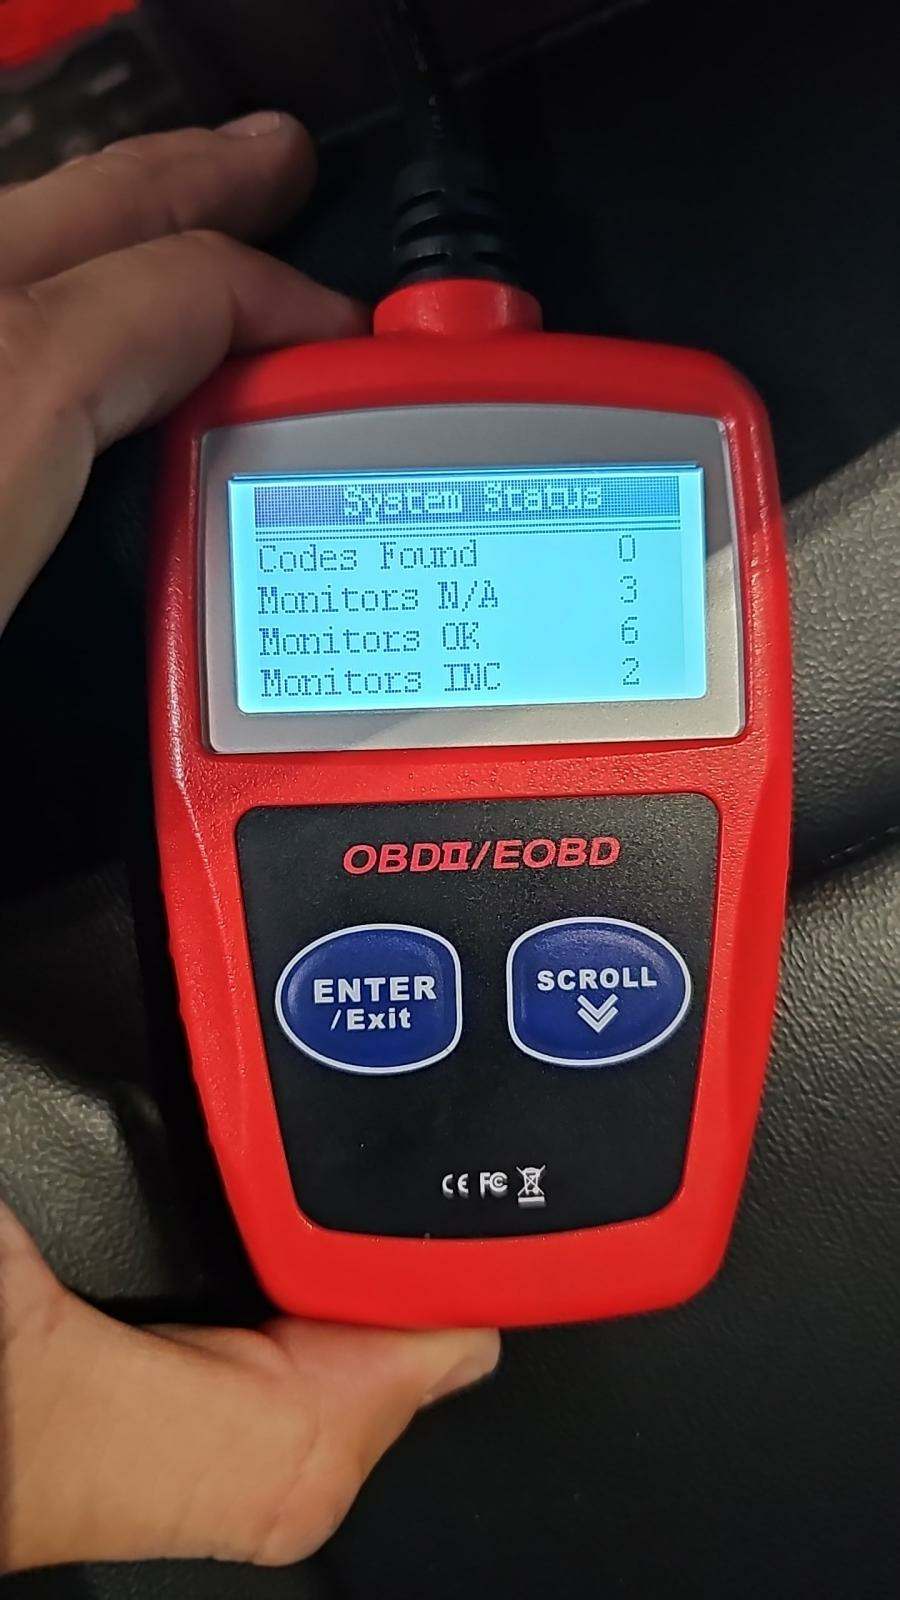 System Status
Codes Found 0
Monitors N/A 3
Monitors OK 6
Monitors INC 2
OBDII/EOBD
ENTER
/Exit
SCROLL
CE FC